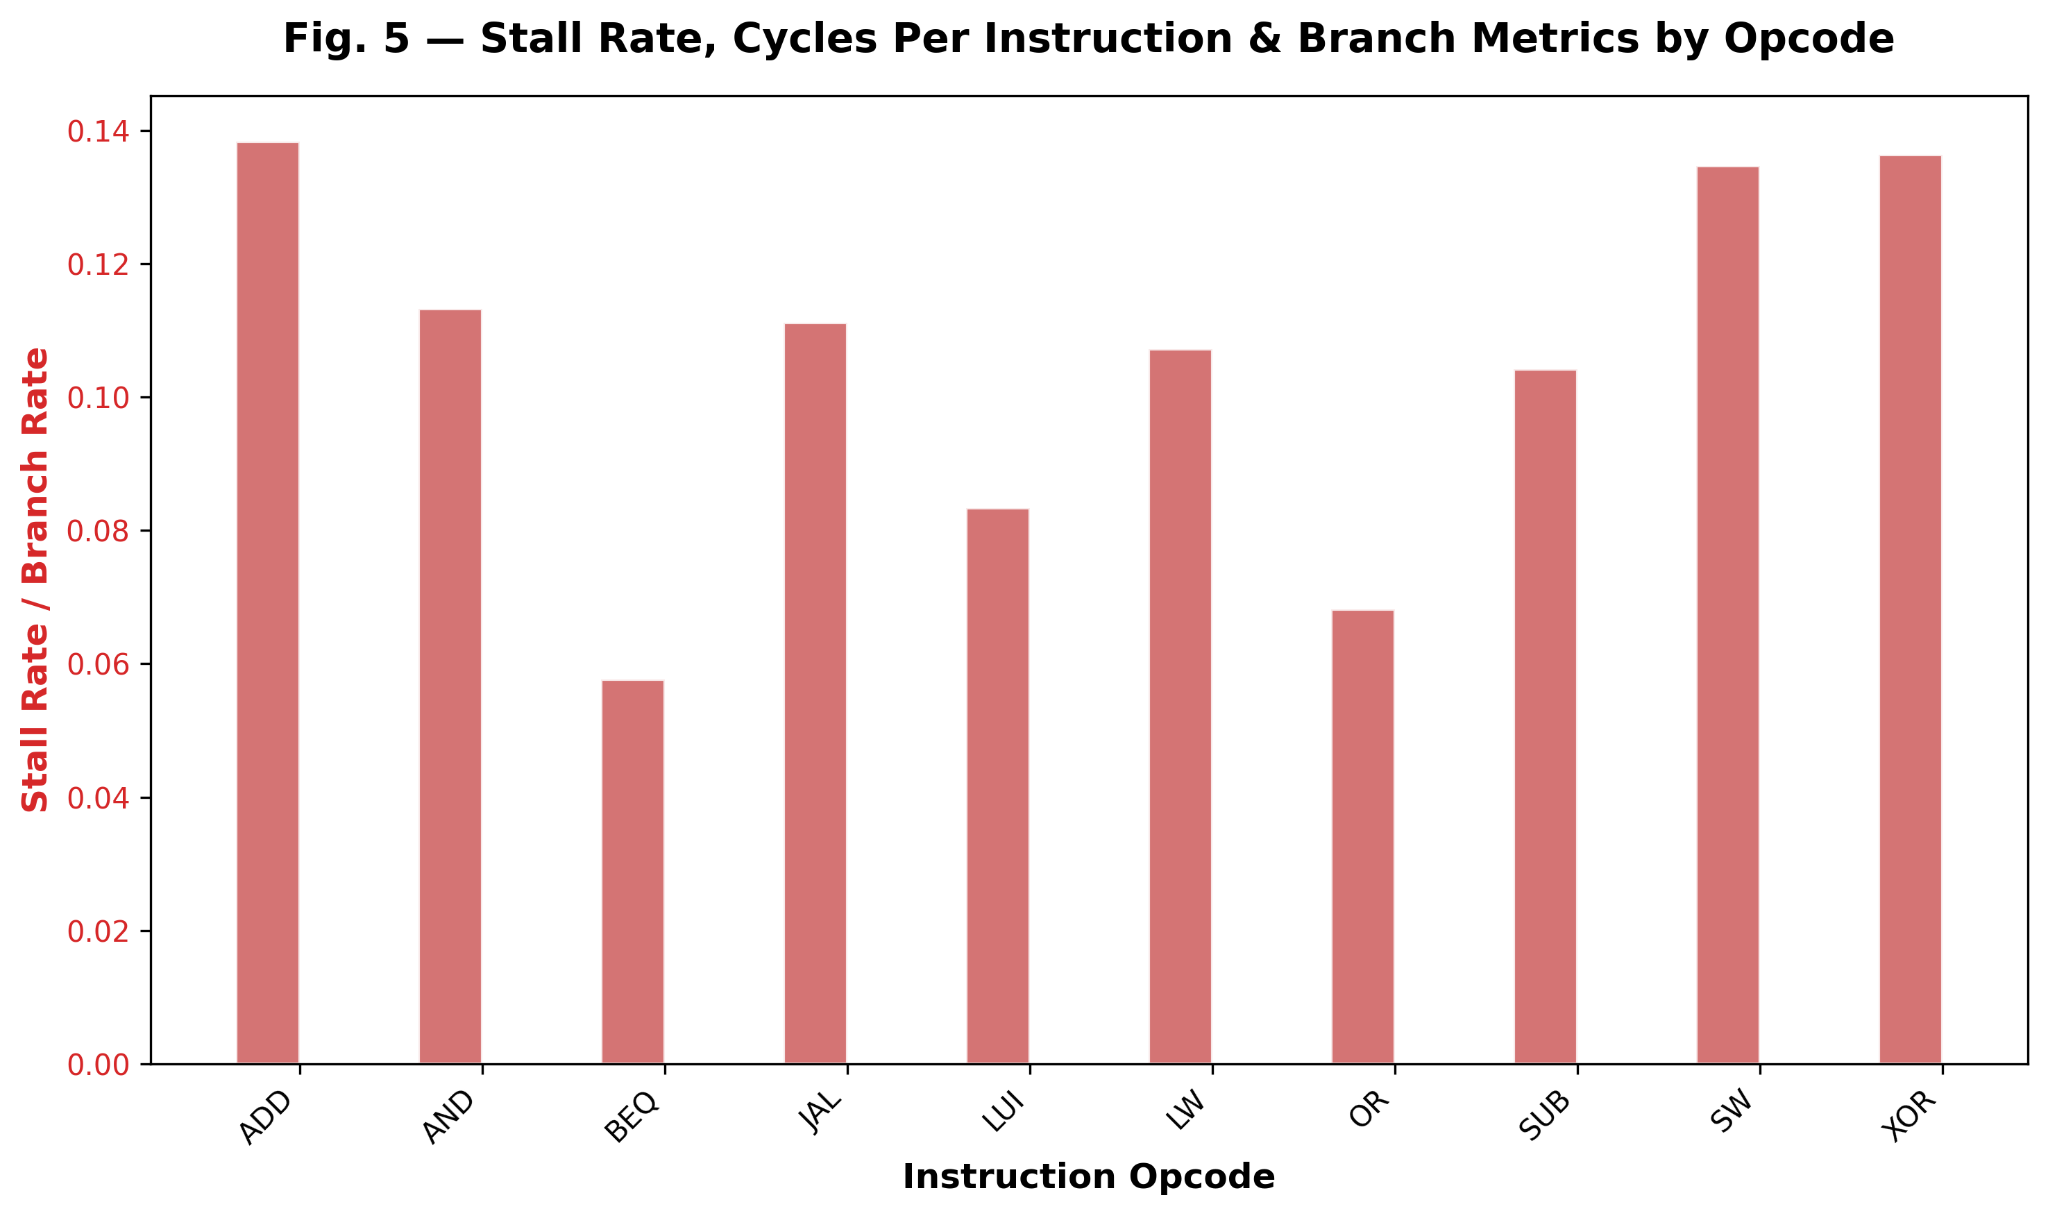 Fig. 5 — Stall Rate, Cycles Per Instruction & Branch Metrics by Opcode
Stall Rate / Branch Rate
0.14
0.12
0.10
0.08
0.06
0.04
0.02
0.00
ADD
AND
BEQ
JAL
LUI
LW
OR
SUB
SW
XOR
Instruction Opcode